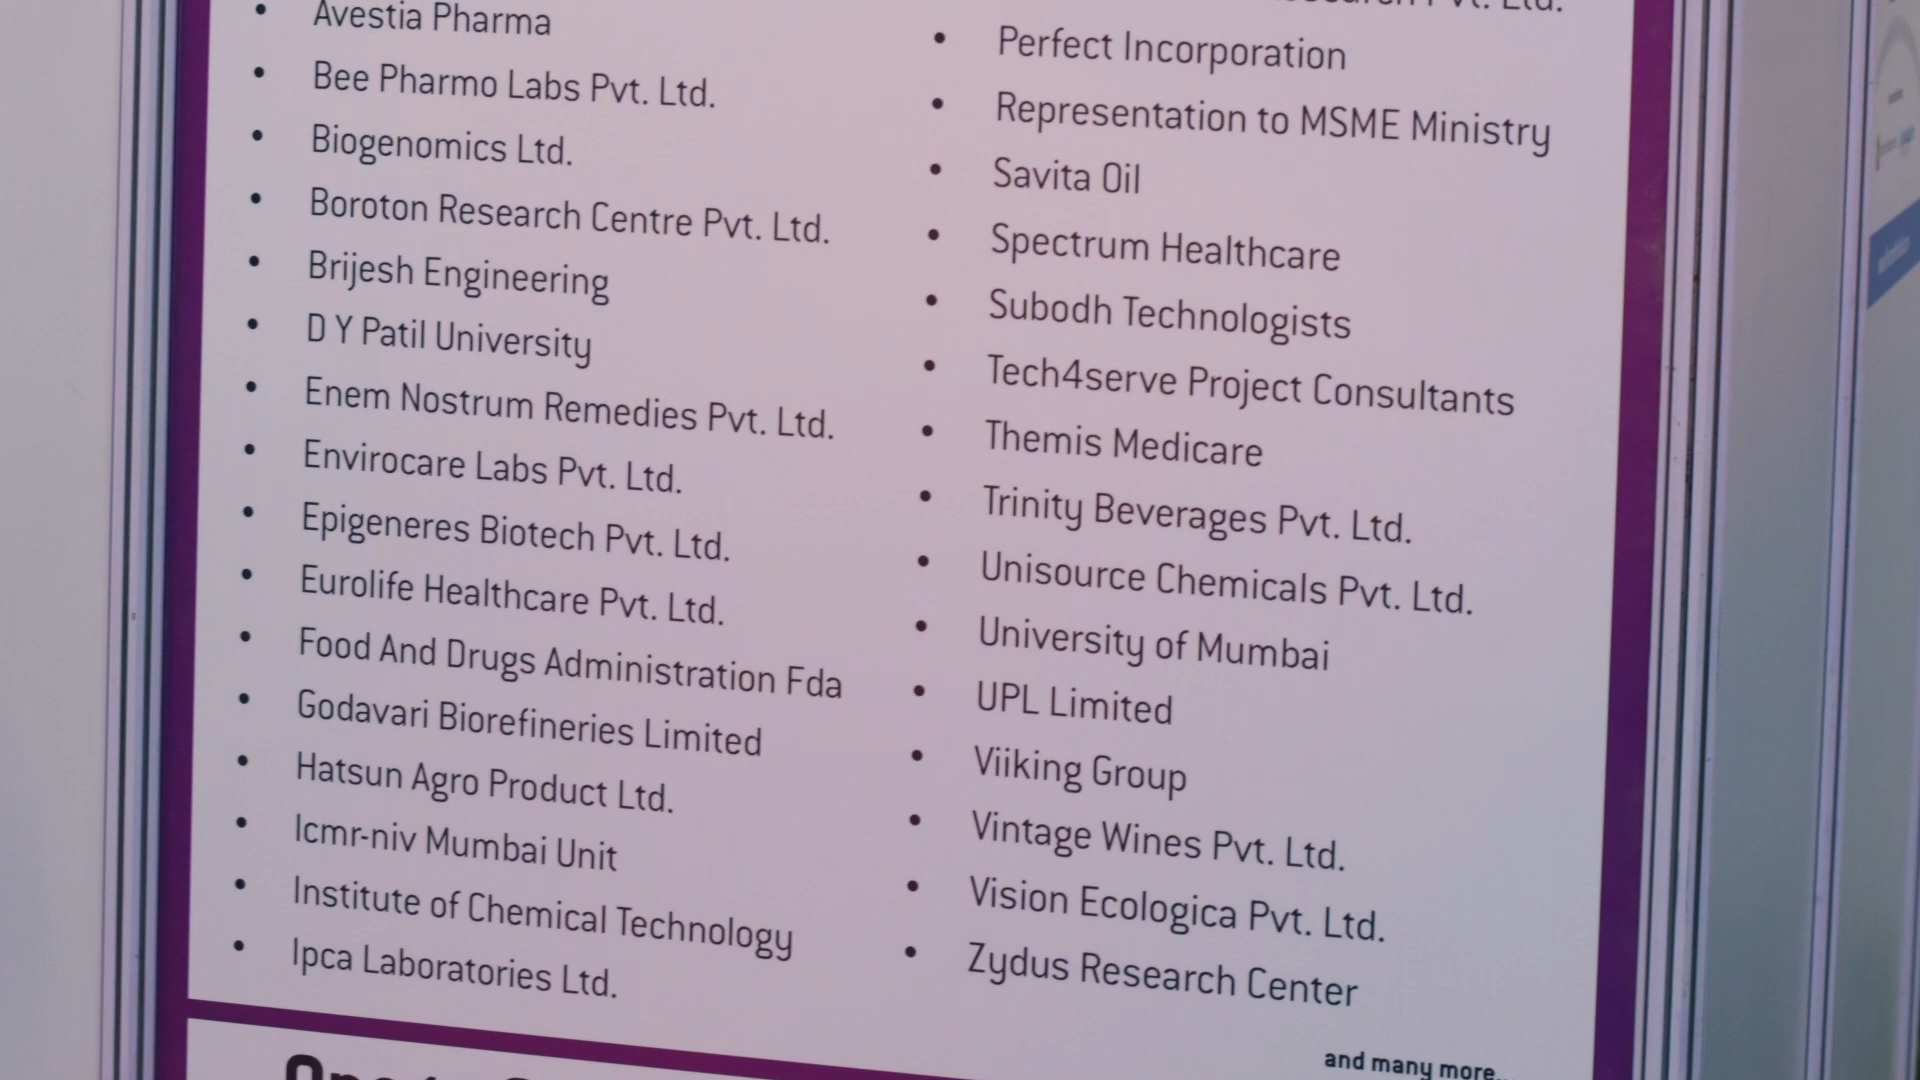 Avestia Pharma
Bee Pharmo Labs Pvt. Ltd.
Biogenomics Ltd.
Boroton Research Centre Pvt. Ltd.
Brijesh Engineering
D Y Patil University
Enem Nostrum Remedies Pvt. Ltd.
Envirocare Labs Pvt. Ltd.
Epigeneres Biotech Pvt. Ltd.
Eurolife Healthcare Pvt. Ltd.
Food And Drugs Administration Fda
Godavari Biorefineries Limited
Hatsun Agro Product Ltd.
Icmr-niv Mumbai Unit
Institute of Chemical Technology
Ipca Laboratories Ltd.
Pvt. Ltd.
Perfect Incorporation
Representation to MSME Ministry
Savita Oil
Spectrum Healthcare
Subodh Technologists
Tech4serve Project Consultants
Themis Medicare
Trinity Beverages Pvt. Ltd.
Unisource Chemicals Pvt. Ltd.
University of Mumbai
UPL Limited
Viiking Group
Vintage Wines Pvt. Ltd.
Vision Ecologica Pvt. Ltd.
Zydus Research Center
and many more..